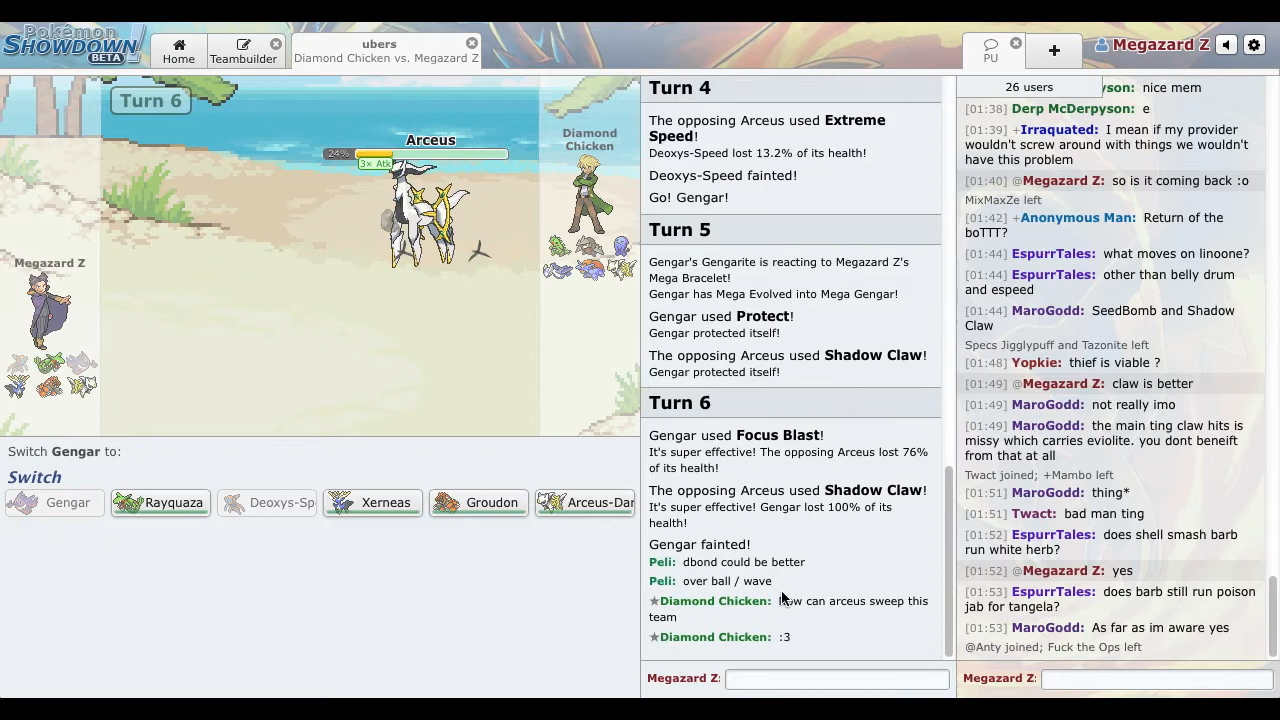 Pokémon
SHOWDOWN!
BETA
Home
Teambuilder
ubers
Diamond Chicken vs. Megazard Z
PU
+
Megazard Z
Turn 6
Arceus
24%
3× Atk
Diamond
Chicken
Megazard Z
Switch Gengar to:
Switch
Gengar
Rayquaza
Deoxys-Sp
Xerneas
Groudon
Arceus-Dar
Turn 4
The opposing Arceus used Extreme
Speed!
Deoxys-Speed lost 13.2% of its health!
Deoxys-Speed fainted!
Go! Gengar!
Turn 5
Gengar's Gengarite is reacting to Megazard Z's
Mega Bracelet!
Gengar has Mega Evolved into Mega Gengar!
Gengar used Protect!
Gengar protected itself!
The opposing Arceus used Shadow Claw!
Gengar protected itself!
Turn 6
Gengar used Focus Blast!
It's super effective! The opposing Arceus lost 76%
of its health!
The opposing Arceus used Shadow Claw!
It's super effective! Gengar lost 100% of its
health!
Gengar fainted!
Peli: dbond could be better
Peli: over ball / wave
★Diamond Chicken: can arceus sweep this
team
★Diamond Chicken: :3
Megazard Z:
26 users
yson: nice mem
[01:38] Derp McDerpyson: e
[01:39] +Irraquated: I mean if my provider
wouldn't screw around with things we wouldn't
have this problem
[01:40] @Megazard Z: so is it coming back :o
MixMaxZe left
[01:42] +Anonymous Man: Return of the
boTTT?
[01:44] EspurrTales: what moves on linoone?
[01:44] EspurrTales: other than belly drum
and espeed
[01:44] MaroGodd: SeedBomb and Shadow
Claw
Specs Jigglypuff and Tazonite left
[01:48] Yopkie: thief is viable ?
[01:49] @Megazard Z: claw is better
[01:49] MaroGodd: not really imo
[01:49] MaroGodd: the main ting claw hits is
missy which carries eviolite. you dont beneift
from that at all
Twact joined; +Mambo left
[01:51] MaroGodd: thing*
[01:51] Twact: bad man ting
[01:52] EspurrTales: does shell smash barb
run white herb?
[01:52] @Megazard Z: yes
[01:53] EspurrTales: does barb still run poison
jab for tangela?
[01:53] MaroGodd: As far as im aware yes
@Anty joined; Fuck the Ops left
Megazard Z: